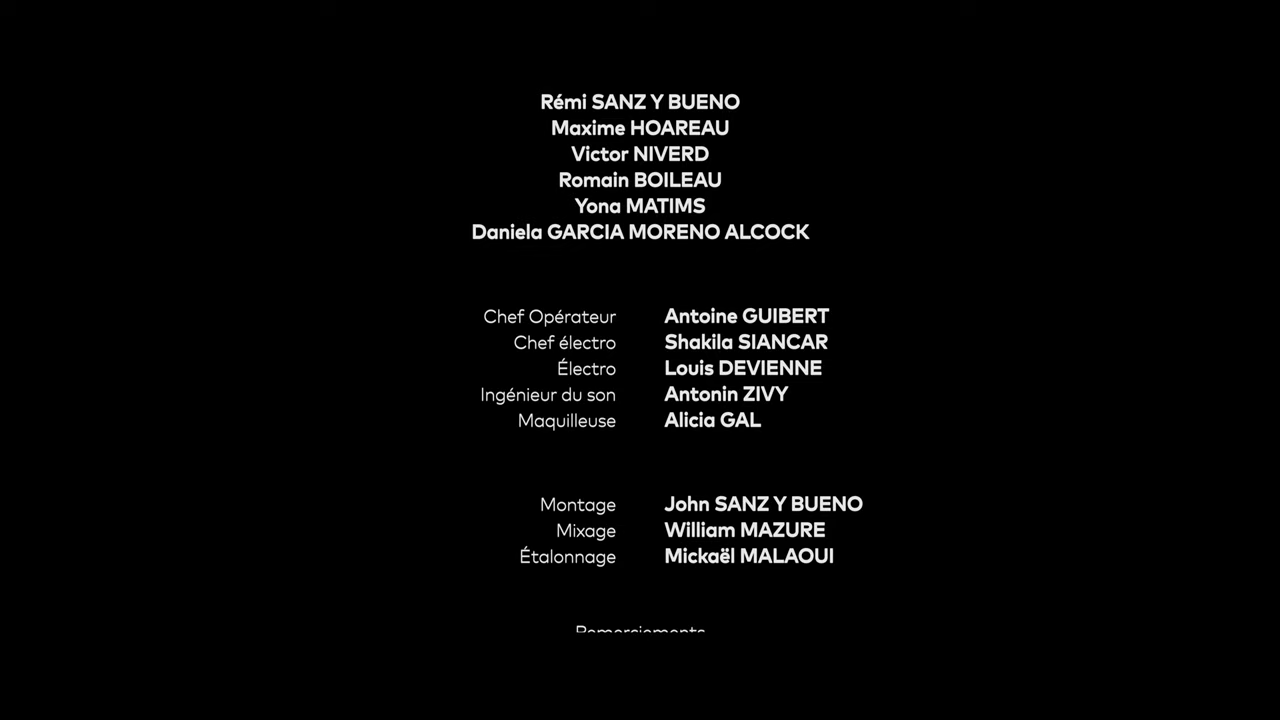 Rémi SANZ Y BUENO
Maxime HOAREAU
Victor NIVERD
Romain BOILEAU
Yona MATIMS
Daniela GARCIA MORENO ALCOCK
Chef Opérateur Antoine GUIBERT
Chef électro Shakila SIANCAR
Électro Louis DEVIENNE
Ingénieur du son Antonin ZIVY
Maquilleuse Alicia GAL
Montage John SANZ Y BUENO
Mixage William MAZURE
Étalonnage Mickaël MALAOUI
Remerciements